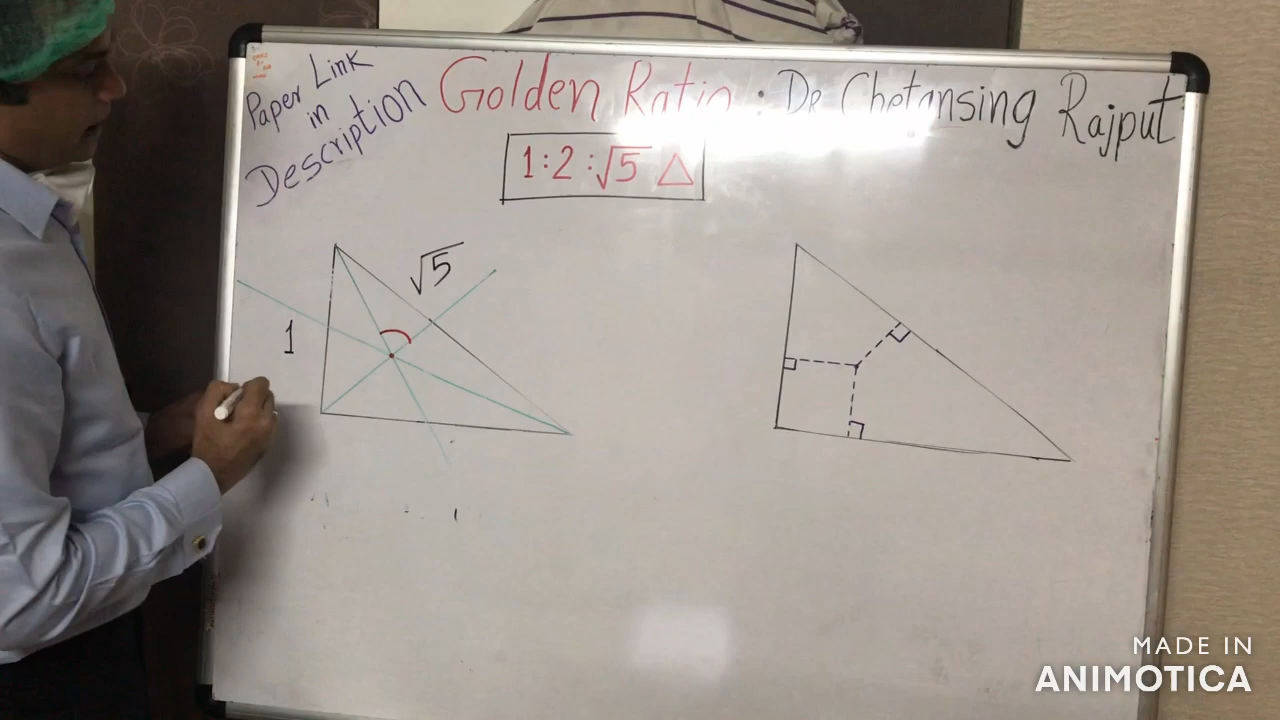 Paper Link
in
Description
Golden Ratio : Dr Chetansing Rajput
1:2:√5 △
√5
1
MADE IN
ANIMOTICA